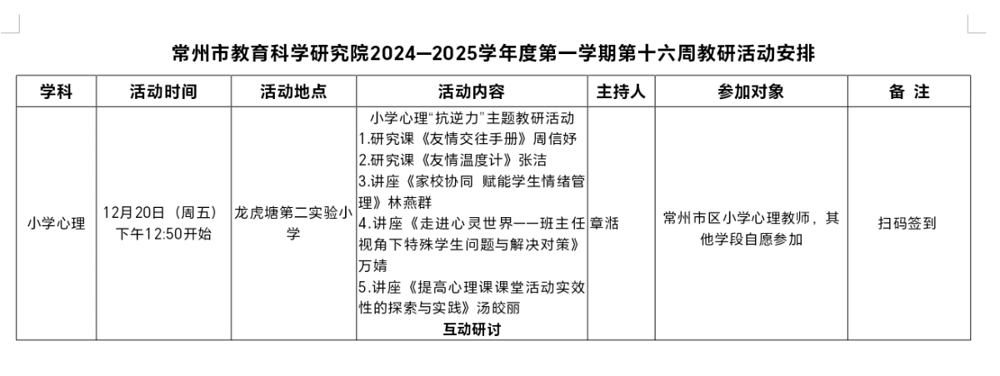 常州市教育科学研究院2024—2025学年度第一学期第十六周教研活动安排
学科 活动时间 活动地点 活动内容 主持人 参加对象 备 注
小学心理
12月20日（周五）
下午12:50开始
龙虎塘第二实验小
学
小学心理“抗逆力”主题教研活动
1.研究课《友情交往手册》周信妤
2.研究课《友情温度计》张洁
3.讲座《家校协同 赋能学生情绪管
理》林燕群
4.讲座《走进心灵世界——班主任
视角下特殊学生问题与解决对策》
万婧
5.讲座《提高心理课课堂活动实效
性的探索与实践》汤皎丽
互动研讨
章湉
常州市区小学心理教师，其
他学段自愿参加
扫码签到